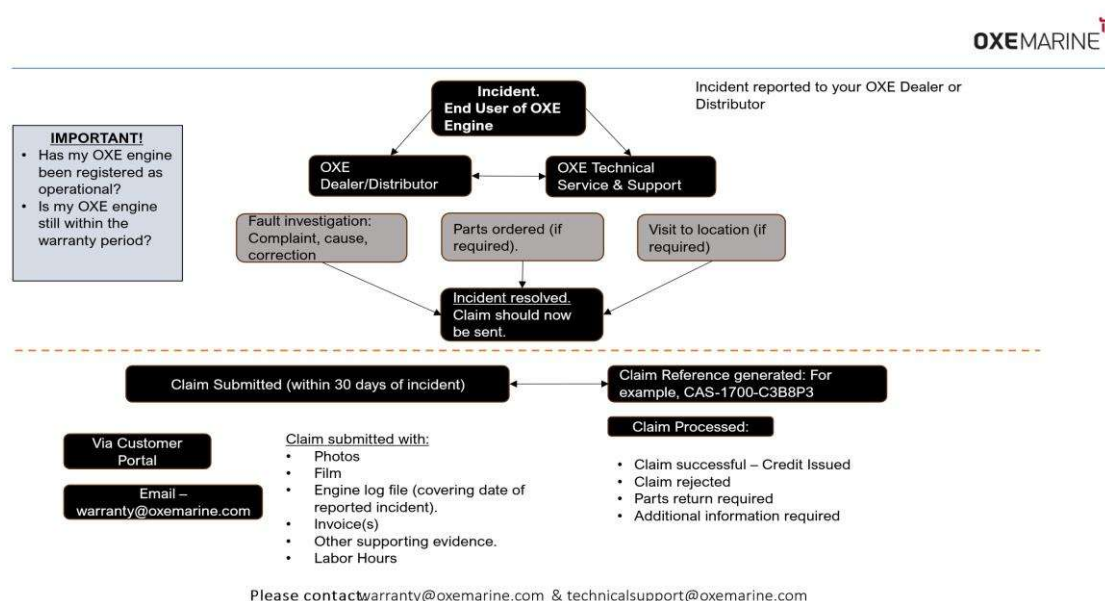 OXEMARINE
Incident.
End User of OXE
Engine
Incident reported to your OXE Dealer or
Distributor
IMPORTANT!
• Has my OXE engine
been registered as
operational?
• Is my OXE engine
still within the
warranty period?
OXE
Dealer/Distributor
OXE Technical
Service & Support
Fault investigation:
Complaint, cause,
correction
Parts ordered (if
required).
Visit to location (if
required)
Incident resolved.
Claim should now
be sent.
Claim Submitted (within 30 days of incident)
Claim Reference generated: For
example, CAS-1700-C3B8P3
Via Customer
Portal
Email –
warranty@oxemarine.com
Claim submitted with:
• Photos
• Film
• Engine log file (covering date of
reported incident).
• Invoice(s)
• Other supporting evidence.
• Labor Hours
Claim Processed:
• Claim successful – Credit Issued
• Claim rejected
• Parts return required
• Additional information required
Please contact warranty@oxemarine.com & technicalsupport@oxemarine.com